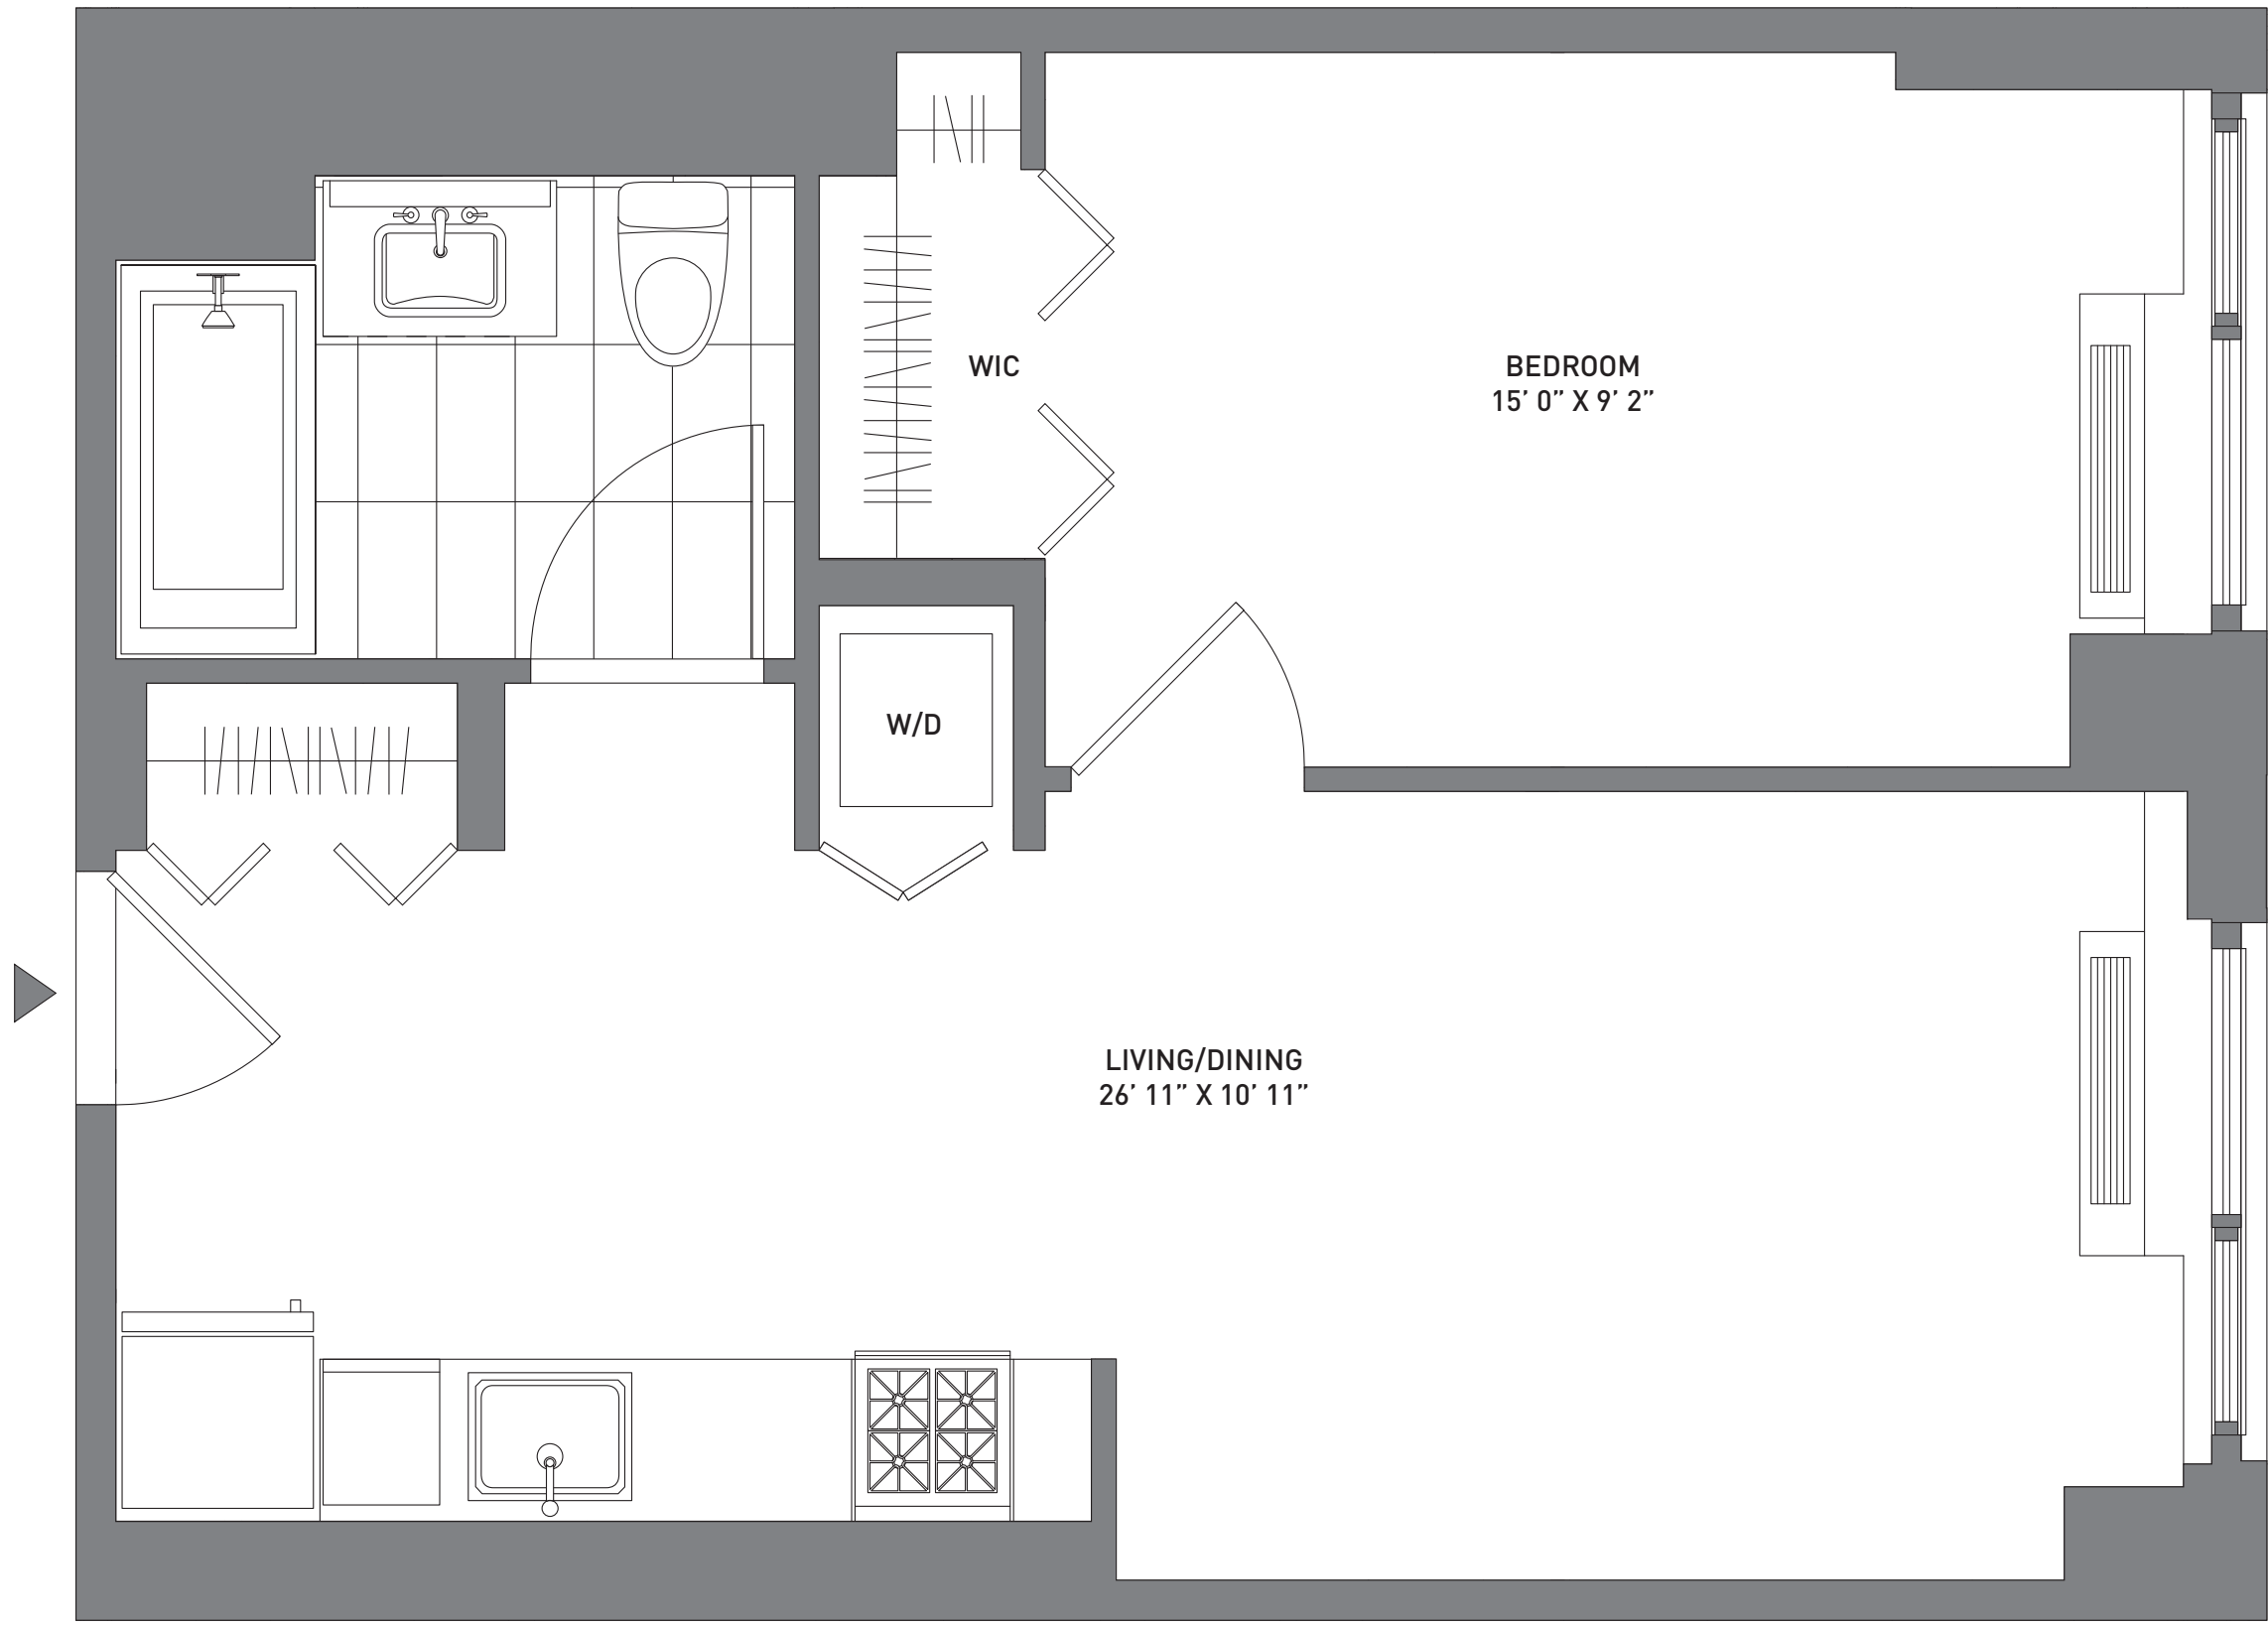 WIC
BEDROOM
15’ 0” X 9’ 2”
W/D
LIVING/DINING
26’ 11” X 10’ 11”